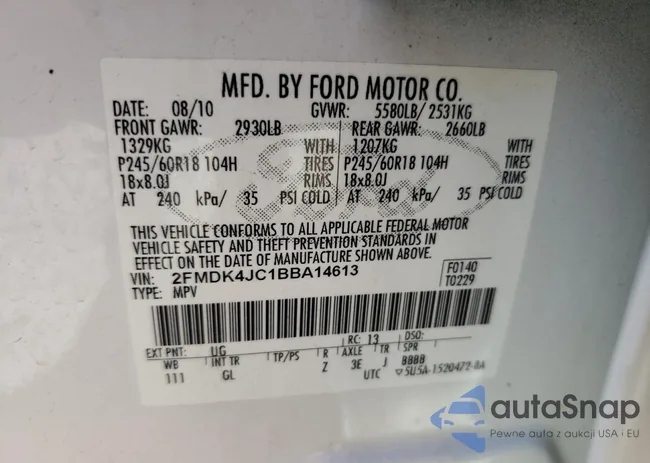 MFD. BY FORD MOTOR CO.
DATE: 08/10 GVWR: 5580LB/ 2531KG
FRONT GAWR: 2930LB REAR GAWR: 2660LB
1329KG WITH 1207KG WITH
P245/60R18 104H TIRES P245/60R18 104H TIRES
18x8.0J RIMS 18x8.0J RIMS
AT 240 kPa/ 35 PSI COLD AT 240 kPa/ 35 PSI COLD
Ford
THIS VEHICLE CONFORMS TO ALL APPLICABLE FEDERAL MOTOR
VEHICLE SAFETY AND THEFT PREVENTION STANDARDS IN
EFFECT ON THE DATE OF MANUFACTURE SHOWN ABOVE.
VIN: 2FMDK4JC1BBA14613 F0140
TYPE: MPV T0229
EXT PNT: UG RC: 13 DSO:
WB INT TR TP/PS R AXLE TR SPR
111 GL Z 3E J BBBB
UTC 5U5A-1520472-BA
autaSnap
Pewne auta z aukcji USA i EU